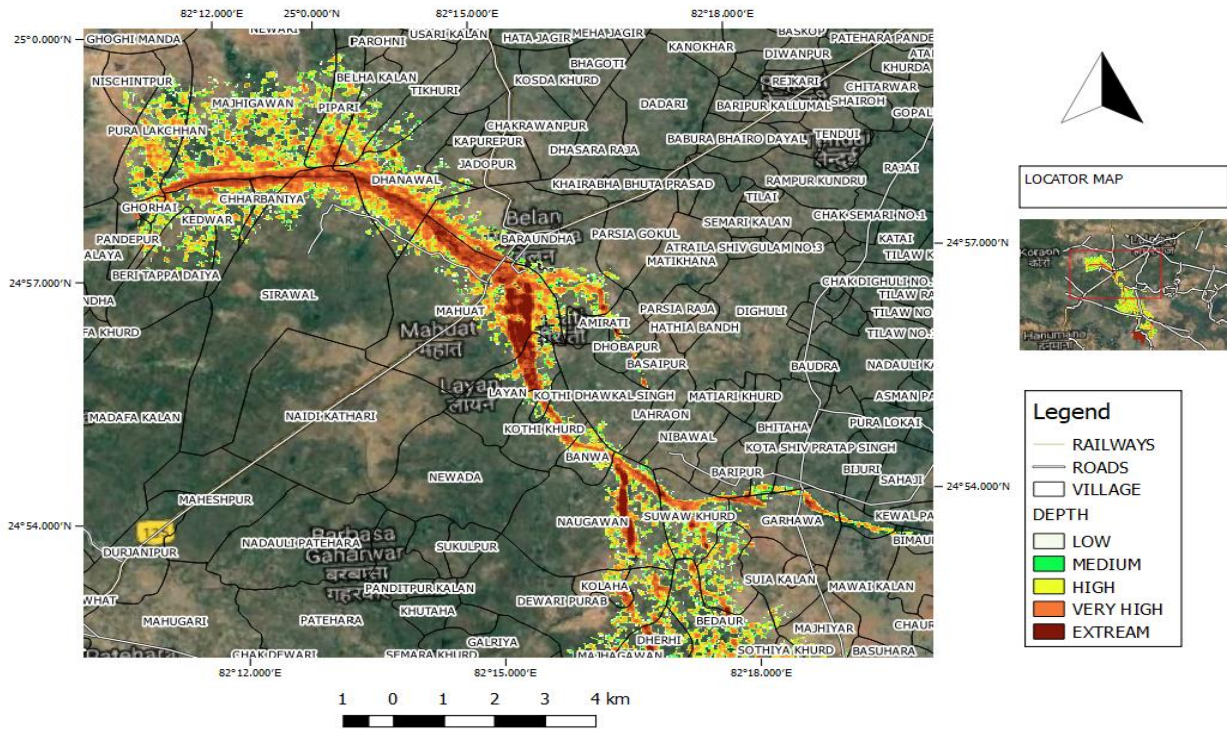 82°12.000′E
25°0.000′N
82°15.000′E
82°18.000′E
25°0.000′N
GHOGHI MANDA
NEWARI
PAROHNI
USARI KALAN
HATA JAGIR
MEHA JAGIR
KANOKHAR
BASKOP
PATEHARA PANDE
DIWANPUR
ATA
KHURDA
NISCHINTPUR
BELHA KALAN
BHAGOTI
KOSDA KHURD
REJKARI
CHITARWAR
TIKHURI
MAJHIGAWAN
PIPARI
DADARI
BARIPUR KALLUMAL
SHAIROH
GOPAL
PURA LAKCHHAN
CHAKRAWANPUR
KAPUREPUR
DHASARA RAJA
BABURA BHAIRO DAYAL
TENDUI
JADOPUR
RAJAI
DHANAWAL
KHAIRABHA BHUTA PRASAD
RAMPUR KUNDRU
GHORHAI
CHHARBANIYA
KEDWAR
TILAI
Belan
SEMARI KALAN
CHAK SEMARI NO.1
PANDEPUR
BARAUNDHA
PARSIA GOKUL
KATAI
24°57.000′N
ALAYA
ATRAILA SHIV GULAM NO.3
TILAW K
BERI TAPPA DAIYA
MATIKHANA
CHAK DIGHULI NO.
24°57.000′N
SIRAWAL
TILAW RA
NDHA
MAHUAT
PARSIA RAJA
DIGHULI
TILAW NO.
AMIRATI
HATHIA BANDH
FA KHURD
Mahuat
महात
TILAW NO.
DHOBAPUR
BASAIPUR
BAUDRA
NADAULI KA
Layan
लायन
LAYAN
KOTHI DHAWKAL SINGH
MATIARI KHURD
ASMAN PA
MADAFA KALAN
NAIDI KATHARI
LAHRAON
PURA LOKAI
KOTHI KHURD
NIBAWAL
BHITAHA
KOTA SHIV PRATAP SINGH
BANWA
BARIPUR
BIJURI
NEWADA
SAHAJI
24°54.000′N
MAHESHPUR
NAUGAWAN
SUWAW KHURD
GARHAWA
KEWAL PA
24°54.000′N
Barbasa
Gaharwar
बरबासा
DURJANIPUR
NADAULI PATEHARA
SUKULPUR
BIMAU
WHAT
PANDITPUR KALAN
KOLAHA
SUIA KALAN
MAWAI KALAN
DEWARI PURAB
MAHUGARI
PATEHARA
KHUTAHA
BEDAUR
MAJHIYAR
CHAUR
GALRIYA
DHERHI
Patehara
CHAK DEWARI
SEMARA KHURD
MAJHAGAWAN
SOTHIYA KHURD
BASUHARA
82°12.000′E
82°15.000′E
82°18.000′E
1 0 1 2 3 4 km
LOCATOR MAP
Koraon
Hanumana
Legend
RAILWAYS
ROADS
VILLAGE
DEPTH
LOW
MEDIUM
HIGH
VERY HIGH
EXTREAM